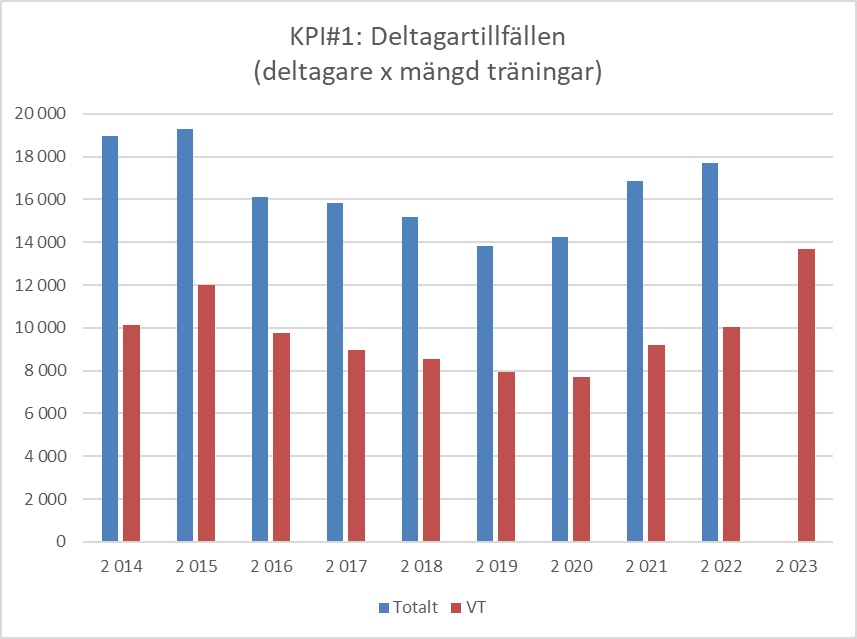 KPI#1: Deltagartillfällen
(deltagare x mängd träningar)
20 000
18 000
16 000
14 000
12 000
10 000
8 000
6 000
4 000
2 000
0
2 014 2 015 2 016 2 017 2 018 2 019 2 020 2 021 2 022 2 023
Totalt VT